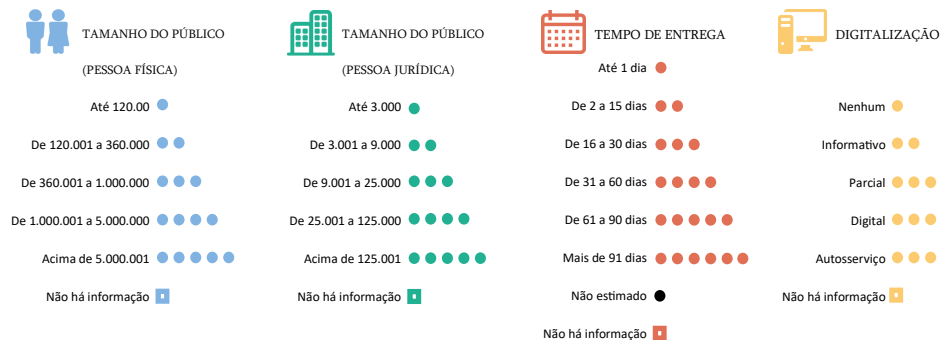 TAMANHO DO PÚBLICO
(PESSOA FÍSICA)
Até 120.00
De 120.001 a 360.000
De 360.001 a 1.000.000
De 1.000.001 a 5.000.000
Acima de 5.000.001
Não há informação
TAMANHO DO PÚBLICO
(PESSOA JURÍDICA)
Até 3.000
De 3.001 a 9.000
De 9.001 a 25.000
De 25.001 a 125.000
Acima de 125.001
Não há informação
TEMPO DE ENTREGA
Até 1 dia
De 2 a 15 dias
De 16 a 30 dias
De 31 a 60 dias
De 61 a 90 dias
Mais de 91 dias
Não estimado
Não há informação
DIGITALIZAÇÃO
Nenhum
Informativo
Parcial
Digital
Autosserviço
Não há informação